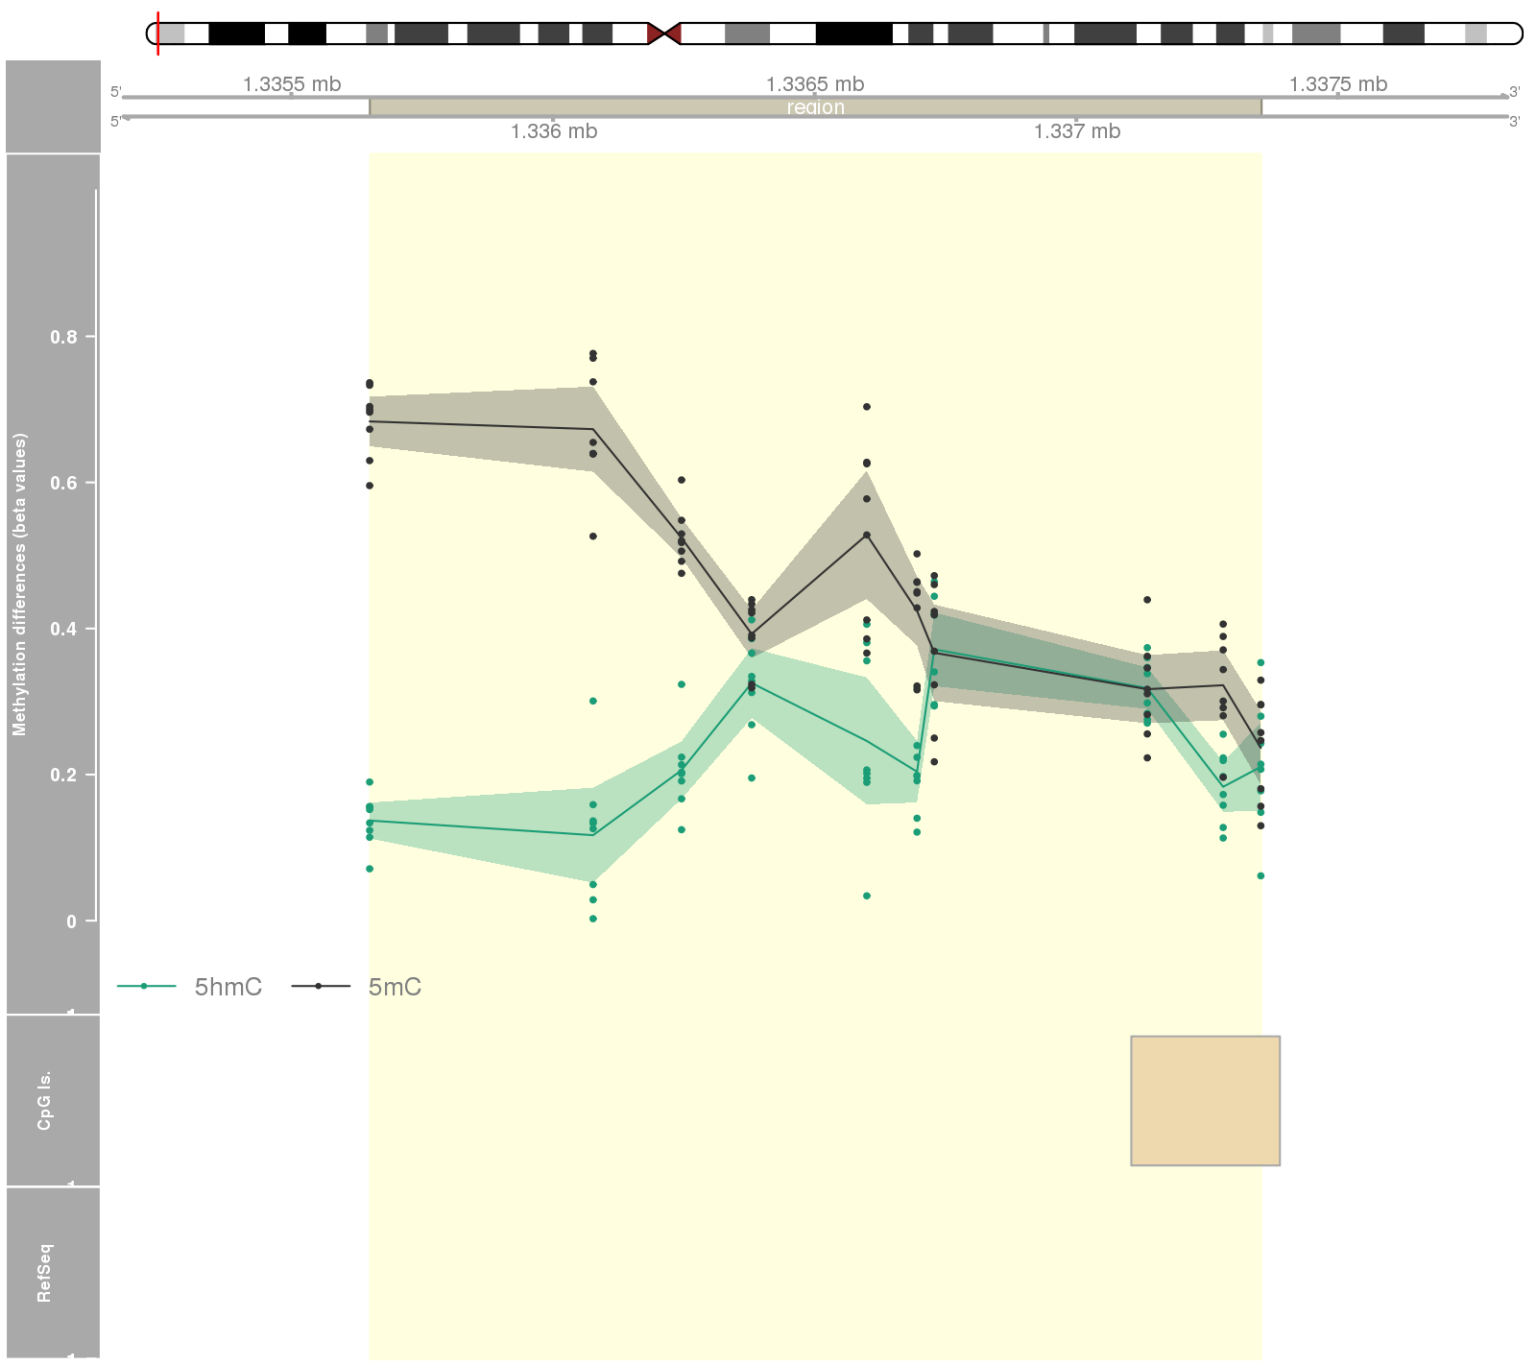 1.3355 mb 1.3365 mb 1.3375 mb
5' 3'
region
5' 3'
1.336 mb 1.337 mb
Methylation differences (beta values)
0.8
0.6
0.4
0.2
0
5hmC 5mC
CpG Is.
RefSeq